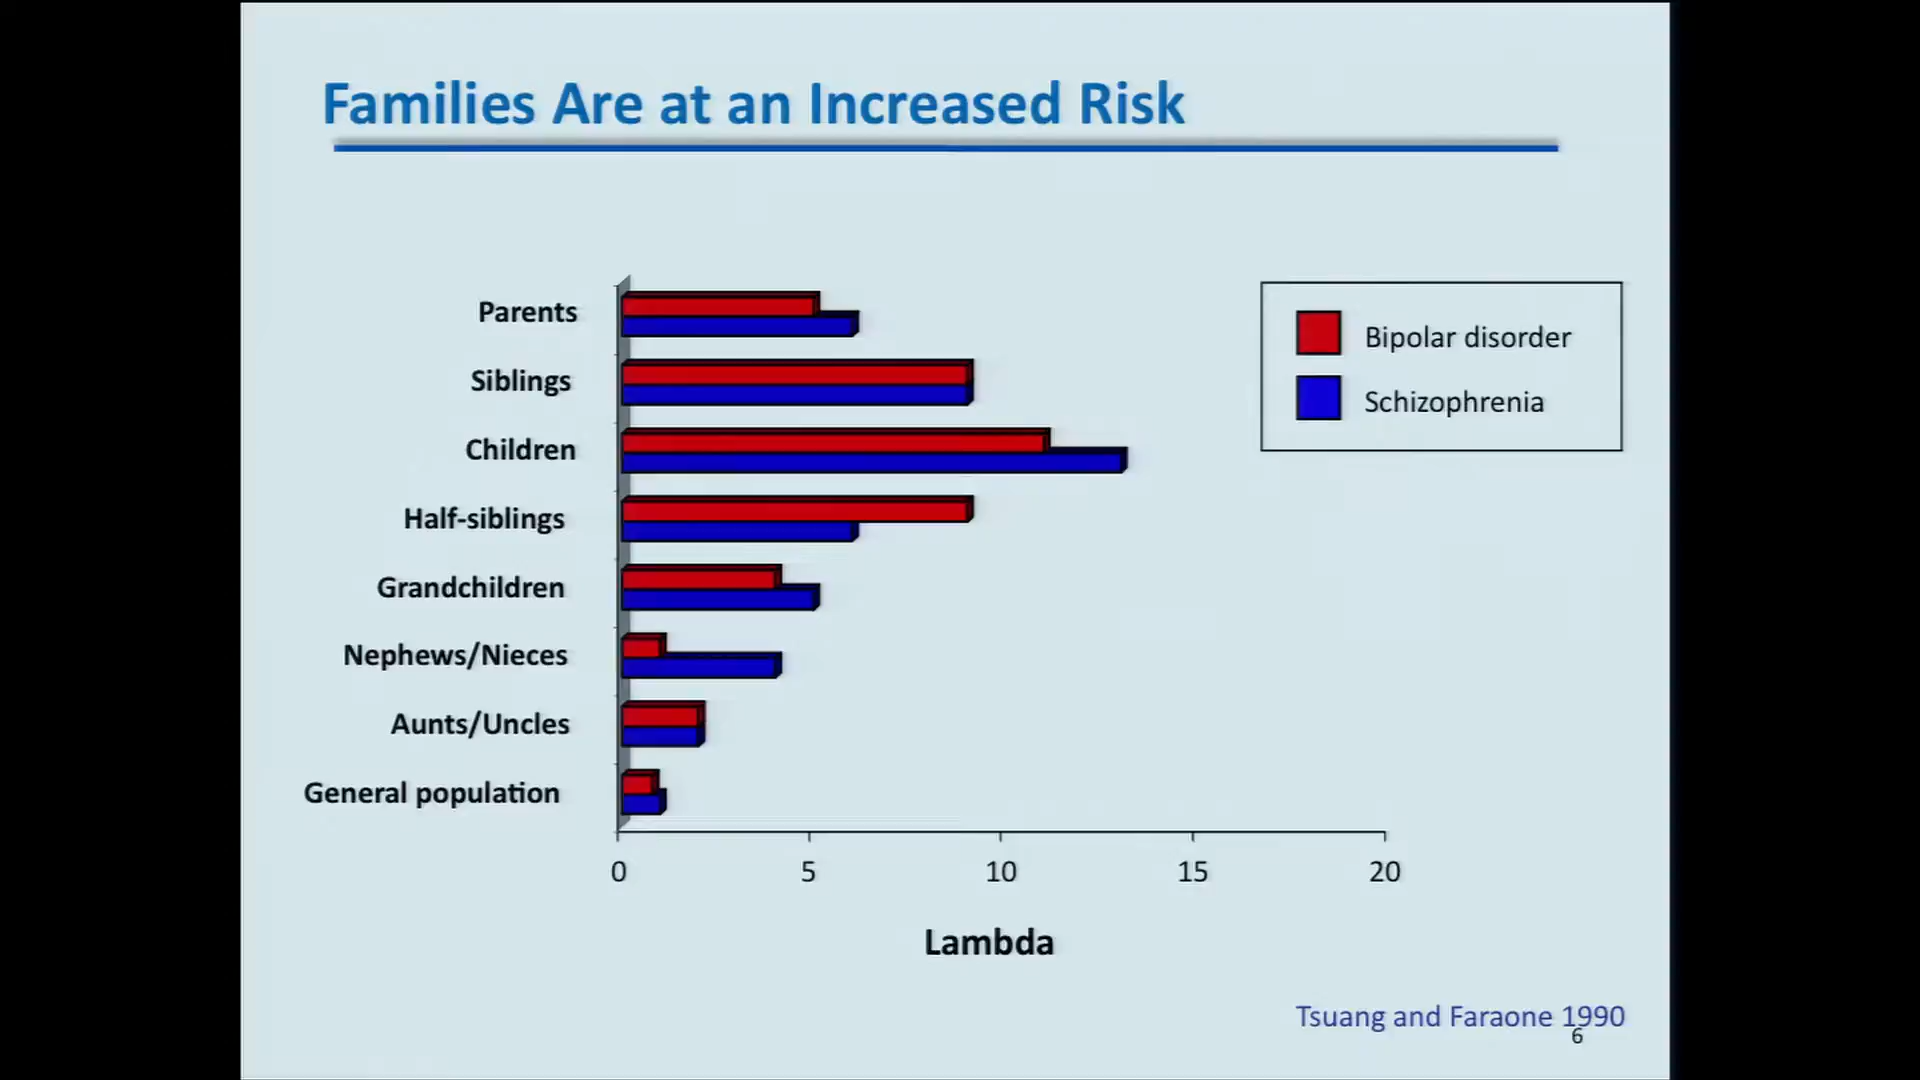 Families Are at an Increased Risk
Parents
Siblings
Children
Half-siblings
Grandchildren
Nephews/Nieces
Aunts/Uncles
General population
0 5 10 15 20
Lambda
Bipolar disorder
Schizophrenia
Tsuang and Faraone 1990
6